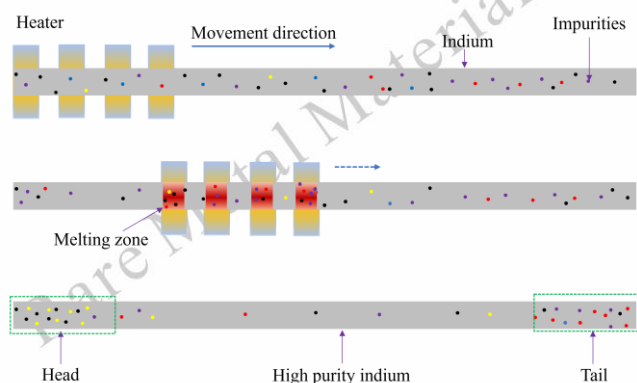 Heater
Movement direction
Impurities
Indium
Melting zone
Head
High purity indium
Tail
Rare Metal Materials